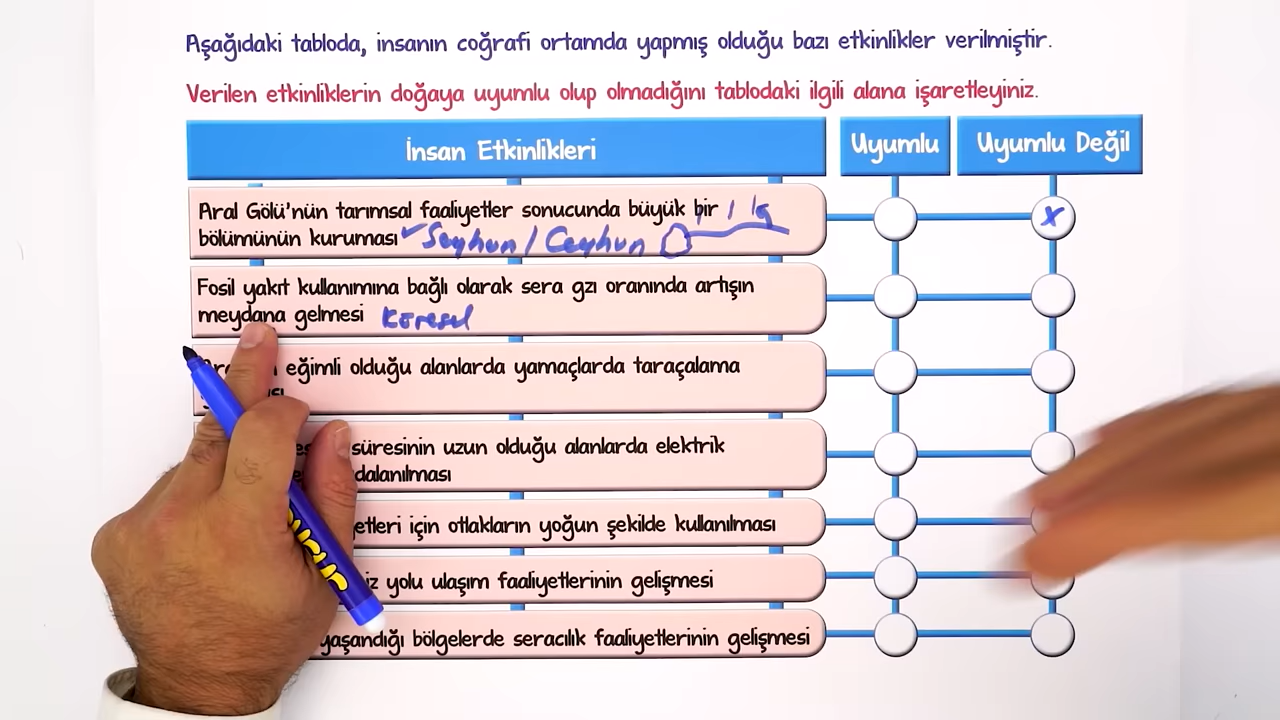 Aşağıdaki tabloda, insanın coğrafi ortamda yapmış olduğu bazı etkinlikler verilmiştir.
Verilen etkinliklerin doğaya uyumlu olup olmadığını tablodaki ilgili alana işaretleyiniz.
İnsan Etkinlikleri
Uyumlu
Uyumlu Değil
Aral Gölü'nün tarımsal faaliyetler sonucunda büyük bir
bölümünün kuruması Seyhun / Ceyhun
x
Fosil yakıt kullanımına bağlı olarak sera gzı oranında artışın
meydana gelmesi Küresel
eğimli olduğu alanlarda yamaçlarda taraçalama
süresinin uzun olduğu alanlarda elektrik
için otlakların yoğun şekilde kullanılması
yolu ulaşım faaliyetlerinin gelişmesi
yaşandığı bölgelerde seracılık faaliyetlerinin gelişmesi